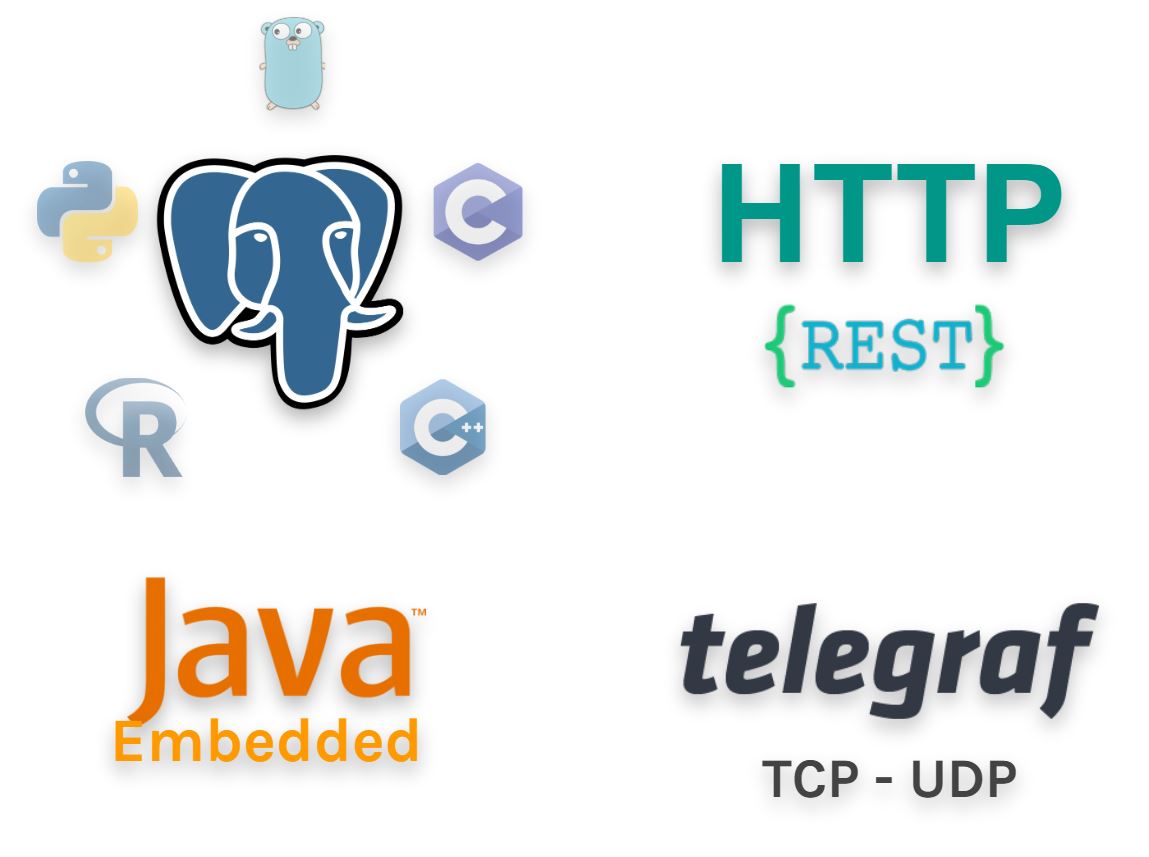 C
HTTP
{REST}
R
C++
Java™
Embedded
telegraf
TCP - UDP